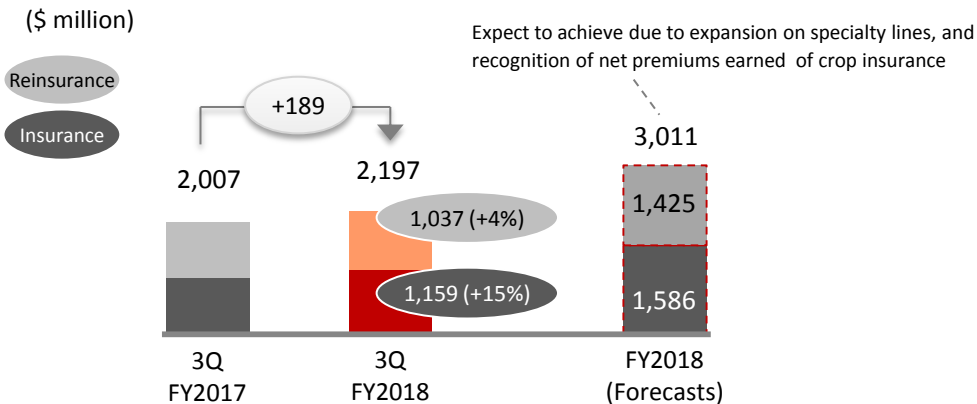 ($ million)
Expect to achieve due to expansion on specialty lines, and
recognition of net premiums earned of crop insurance
Reinsurance
Insurance
+189
2,007
2,197
3,011
1,037 (+4%)
1,425
1,159 (+15%)
1,586
3Q
FY2017
3Q
FY2018
FY2018
(Forecasts)